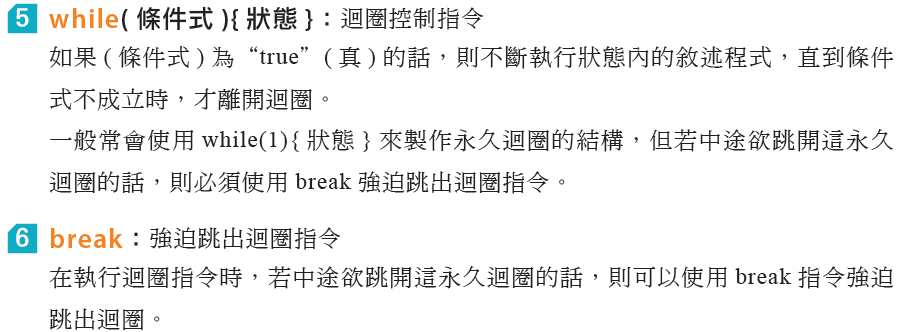 5 while( 條件式 ){ 狀態 }：迴圈控制指令
如果 ( 條件式 ) 為“true”( 真 ) 的話，則不斷執行狀態內的敘述程式，直到條件
式不成立時，才離開迴圈。
一般常會使用 while(1){ 狀態 } 來製作永久迴圈的結構，但若中途欲跳開這永久
迴圈的話，則必須使用 break 強迫跳出迴圈指令。
6 break：強迫跳出迴圈指令
在執行迴圈指令時，若中途欲跳開這永久迴圈的話，則可以使用 break 指令強迫
跳出迴圈。